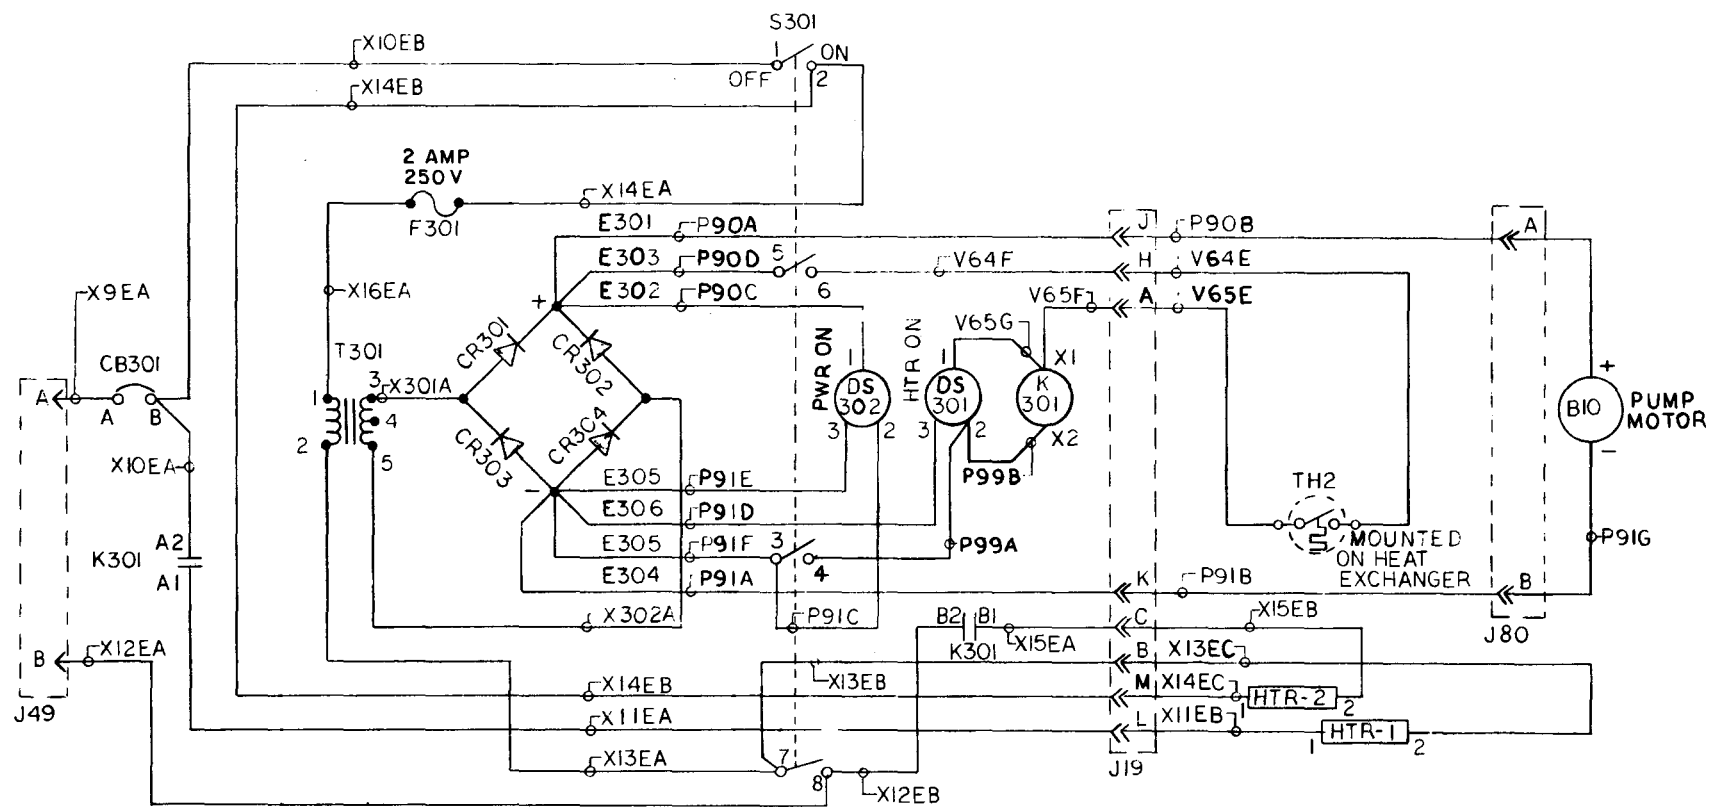 S301
X10EB
1
ON
OFF
2
X14EB
2 AMP
250V
F301
X14EA
E301
P90A
J
P90B
A
E303
P90D
5
6
V64F
H
V64E
E302
P90C
V65F
A
V65E
X9EA
X16EA
+
CR301
CR302
V65G
PWR ON
HTR ON
CB301
T301
1
1
X1
3
X301A
DS
302
DS
301
K
301
+
B10
PUMP
MOTOR
-
A
A
B
1
4
2
5
3
2
3
2
X2
CR303
CR3C4
P99B
X10EA
-
E305
P91E
TH2
E306
P91D
K301
A2
A1
E305
P91F
3
4
P99A
MOUNTED
ON HEAT
EXCHANGER
P91G
E304
P91A
K
P91B
B
X302A
P91C
B2
B1
C
X15EB
J80
K301
X15EA
B
X12EA
B
X13EC
X13EB
X14EB
M
X14EC
HTR-2
1
2
J49
X11EA
L
X11EB
HTR-1
1
2
X13EA
7
8
X12EB
J19